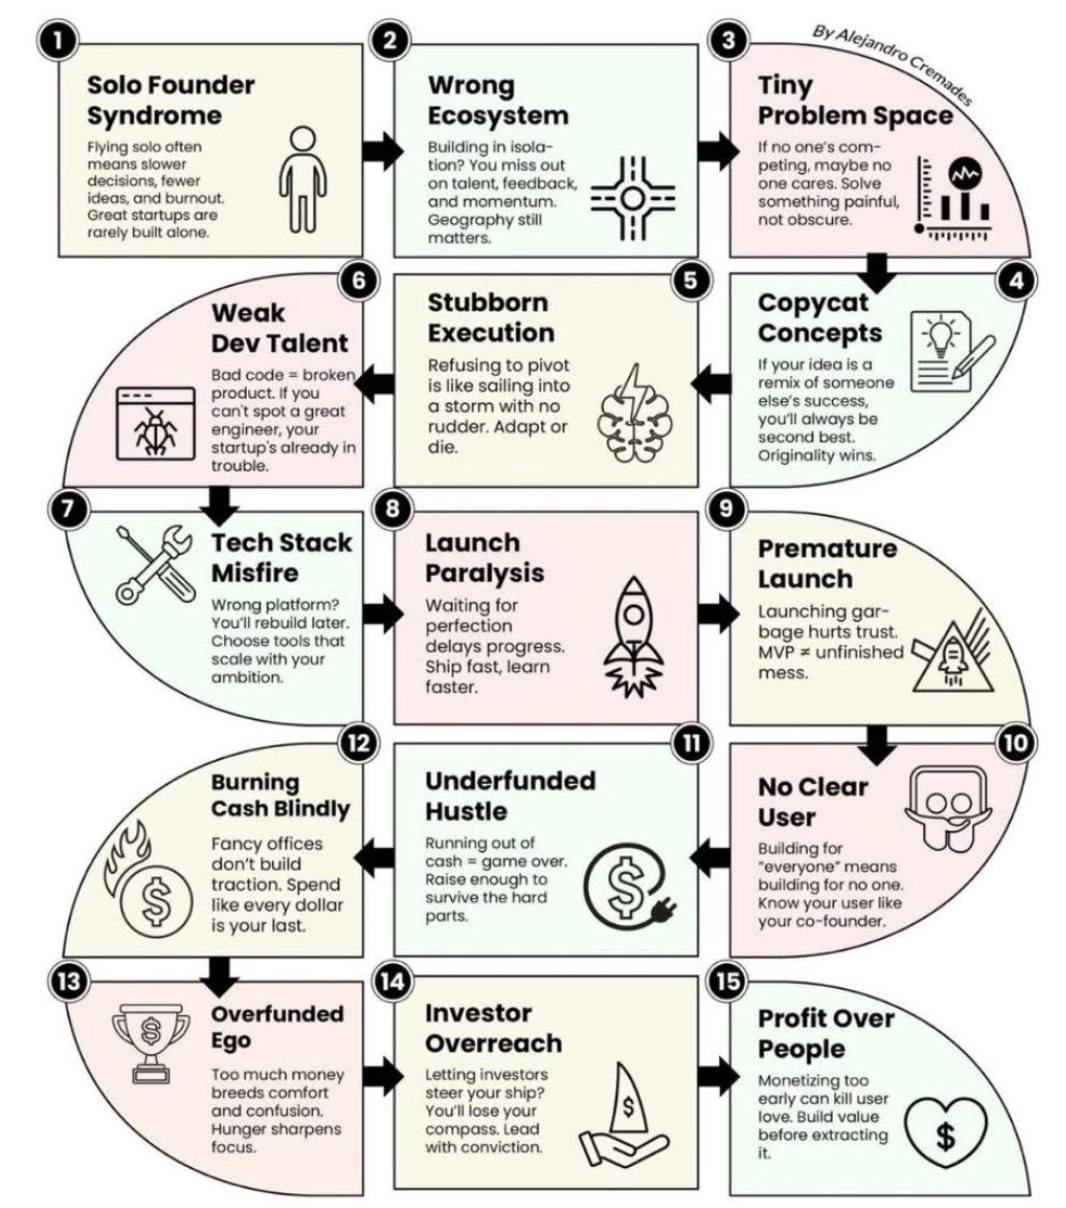 By Alejandro Cremades
1
Solo Founder
Syndrome
Flying solo often
means slower
decisions, fewer
ideas, and burnout.
Great startups are
rarely built alone.
2
Wrong
Ecosystem
Building in isola-
tion? You miss out
on talent, feedback,
and momentum.
Geography still
matters.
3
Tiny
Problem Space
If no one's com-
peting, maybe no
one cares. Solve
something painful,
not obscure.
4
Copycat
Concepts
If your idea is a
remix of someone
else's success,
you'll always be
second best.
Originality wins.
5
Stubborn
Execution
Refusing to pivot
is like sailing into
a storm with no
rudder. Adapt or
die.
6
Weak
Dev Talent
Bad code = broken
product. If you
can't spot a great
engineer, your
startup's already in
trouble.
7
Tech Stack
Misfire
Wrong platform?
You'll rebuild later.
Choose tools that
scale with your
ambition.
8
Launch
Paralysis
Waiting for
perfection
delays progress.
Ship fast, learn
faster.
9
Premature
Launch
Launching gar-
bage hurts trust.
MVP ≠ unfinished
mess.
10
No Clear
User
Building for
"everyone" means
building for no one.
Know your user like
your co-founder.
11
Underfunded
Hustle
Running out of
cash = game over.
Raise enough to
survive the hard
parts.
$
12
Burning
Cash Blindly
Fancy offices
don't build
traction. Spend
like every dollar
is your last.
$
13
Overfunded
Ego
Too much money
breeds comfort
and confusion.
Hunger sharpens
focus.
$
14
Investor
Overreach
Letting investors
steer your ship?
You'll lose your
compass. Lead
with conviction.
$
15
Profit Over
People
Monetizing too
early can kill user
love. Build value
before extracting
it.
$